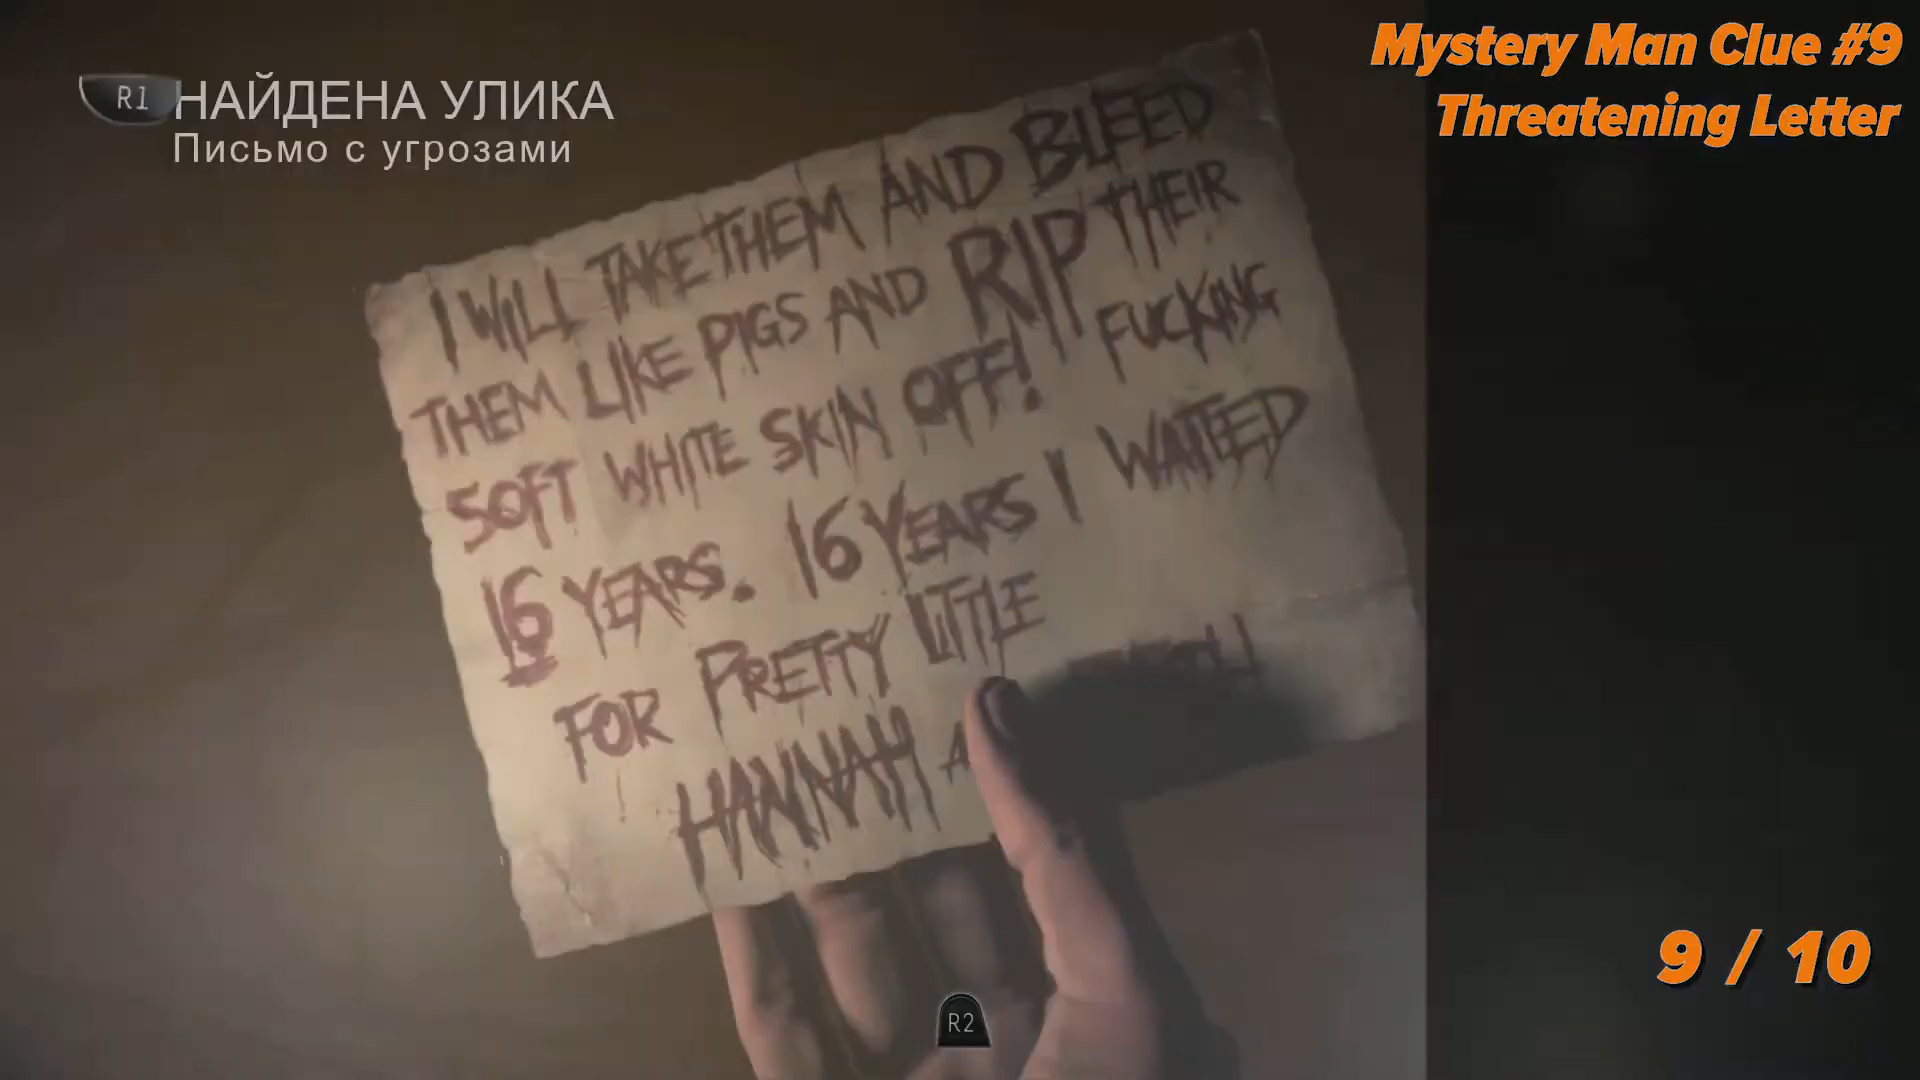 Mystery Man Clue #9
Threatening Letter
R1 НАЙДЕНА УЛИКА
Письмо с угрозами
I WILL TAKE THEM AND BLEED
THEM LIKE PIGS AND RIP THEIR
SOFT WHITE SKIN OFF! FUCKING
16 YEARS. 16 YEARS I WAITED
FOR PRETTY LITTLE
HANNAH
9 / 10
R2